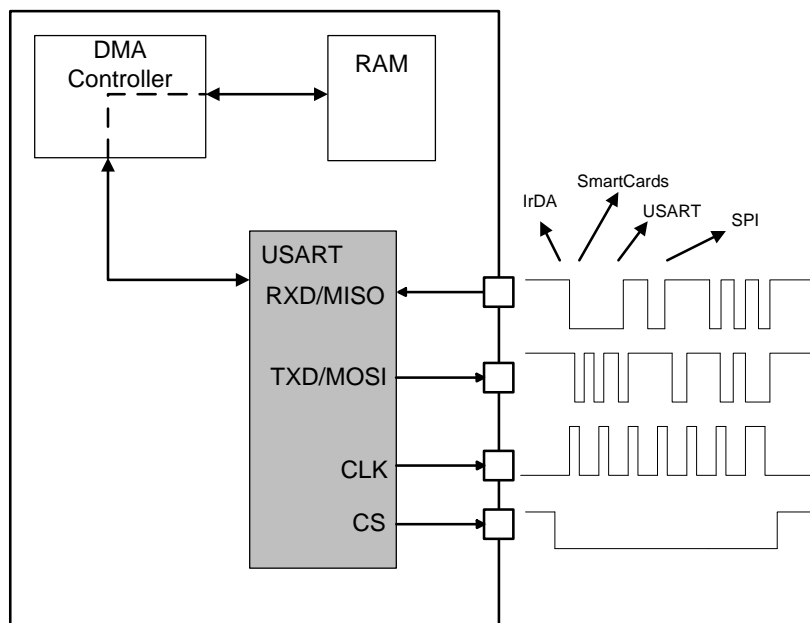 DMA
Controller
RAM
SmartCards
IrDA
USART
SPI
USART
RXD/MISO
TXD/MOSI
CLK
CS